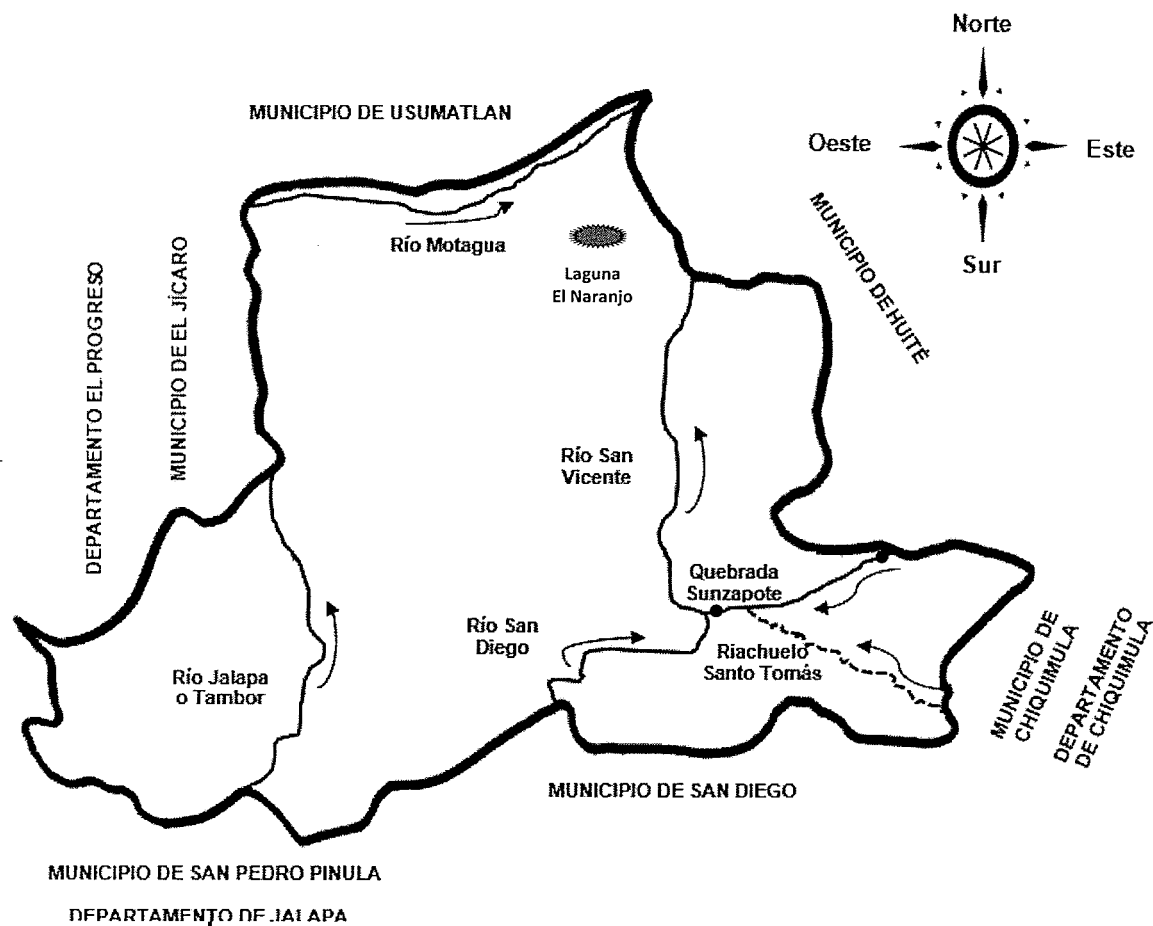 Norte
MUNICIPIO DE USUMATLAN
Oeste
Este
Sur
Río Motagua
Laguna
El Naranjo
MUNICIPIO DE HUITÉ
DEPARTAMENTO EL PROGRESO
MUNICIPIO DE EL JÍCARO
Río San
Vicente
Quebrada
Sunzapote
Río San
Diego
Riachuelo
Santo Tomás
Río Jalapa
o Tambor
MUNICIPIO DE
CHIQUIMULA
DEPARTAMENTO
DE CHIQUIMULA
MUNICIPIO DE SAN DIEGO
MUNICIPIO DE SAN PEDRO PINULA
DEPARTAMENTO DE JALAPA